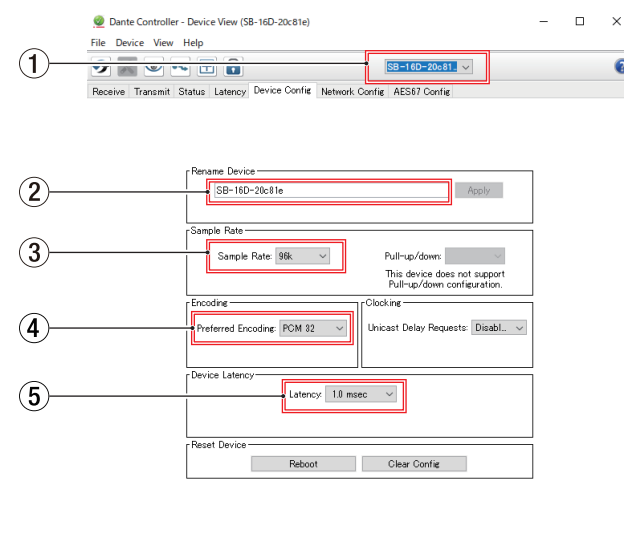 Dante Controller - Device View (SB-16D-20c81e)
File Device View Help
1
SB-16D-20c81..
?
Receive Transmit Status Latency Device Config Network Config AES67 Config
Rename Device
2
SB-16D-20c81e
Apply
Sample Rate
3
Sample Rate: 96k
Pull-up/down:
This device does not support
Pull-up/down configuration.
Encoding
Clocking
4
Preferred Encoding: PCM 32
Unicast Delay Requests: Disabl..
Device Latency
5
Latency: 1.0 msec
Reset Device
Reboot
Clear Config